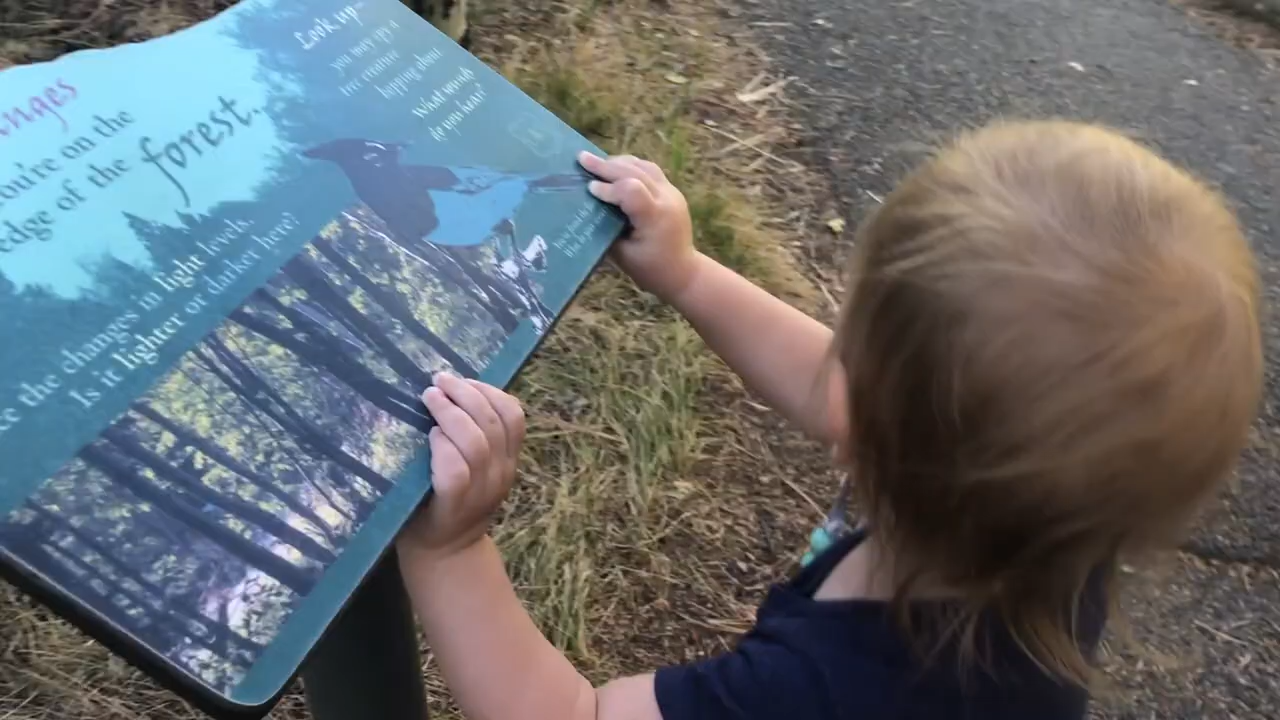 nges
you're on the
edge of the forest.
the changes in light levels.
Is it lighter or darker here?
Look up
you may spy a
tree creature
hopping about.
What sounds
do you hear?